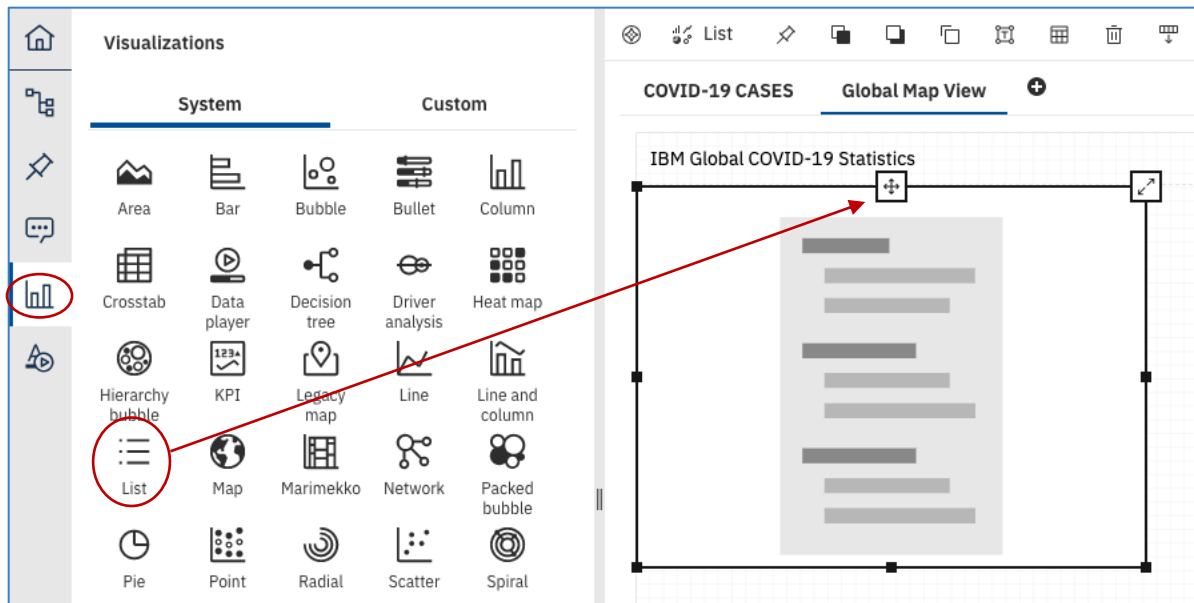 Visualizations
List
System
Custom
COVID-19 CASES
Global Map View
IBM Global COVID-19 Statistics
Area
Bar
Bubble
Bullet
Column
Crosstab
Data
player
Decision
tree
Driver
analysis
Heat map
Hierarchy
bubble
123
KPI
Legacy
map
Line
Line and
column
List
Map
Marimekko
Network
Packed
bubble
Pie
Point
Radial
Scatter
Spiral